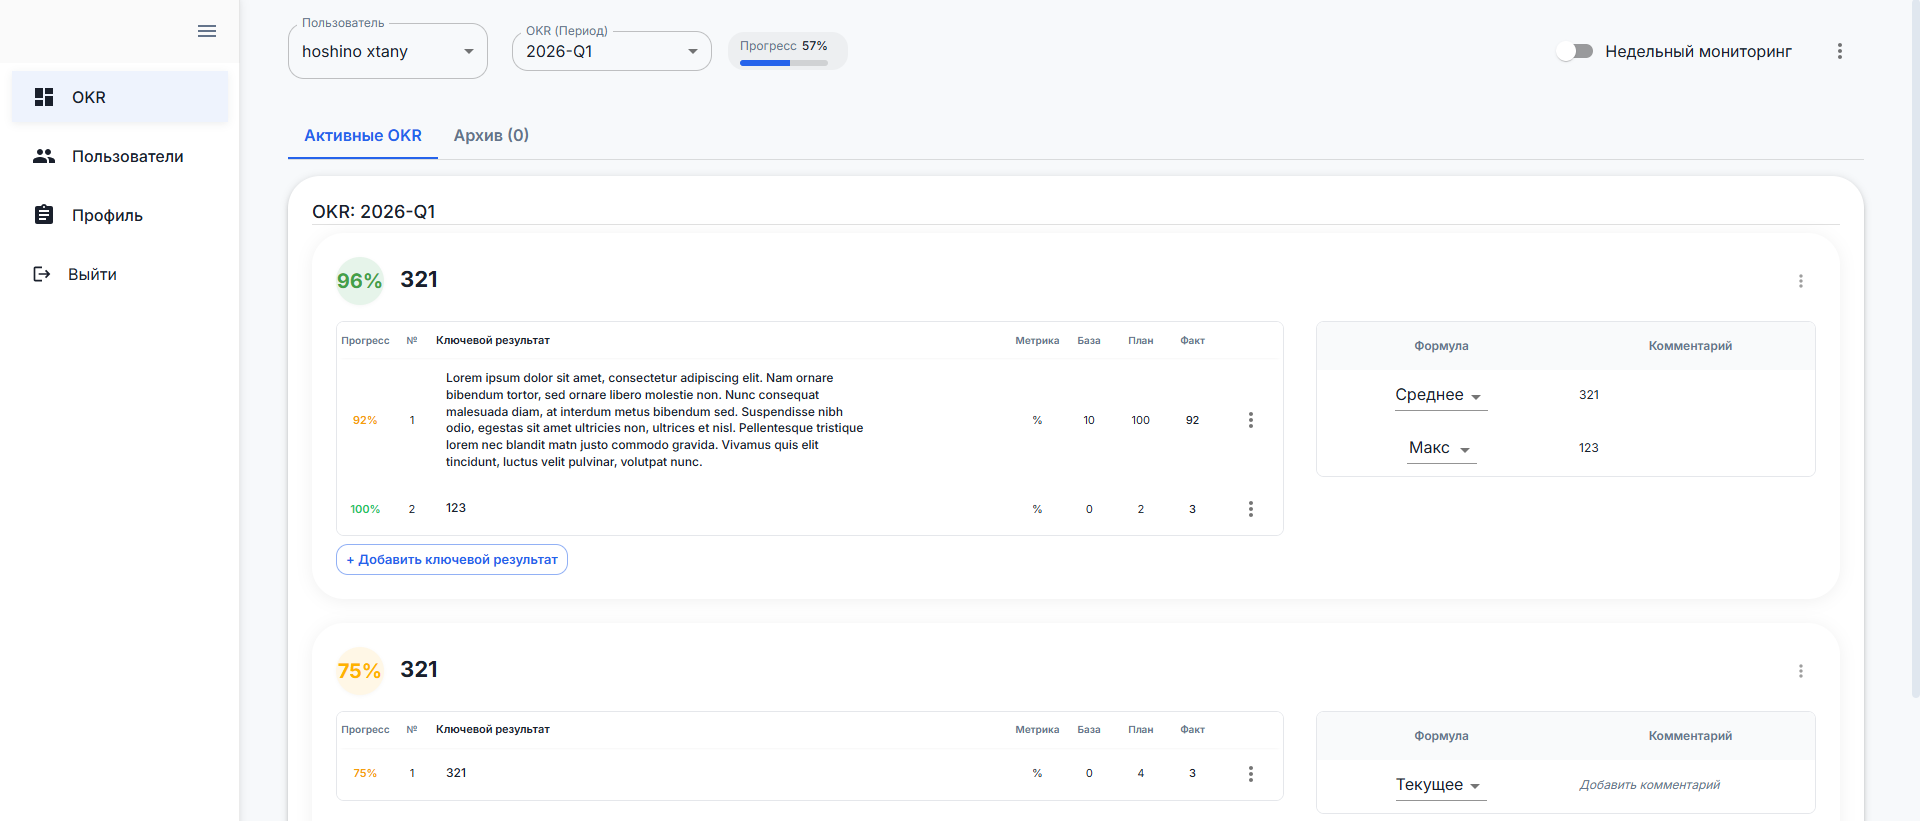 Пользователь
hoshino xtany
OKR (Период)
2026-Q1
Прогресс 57%
Недельный мониторинг
OKR
Пользователи
Профиль
Выйти
Активные OKR
Архив (0)
OKR: 2026-Q1
96%
321
Прогресс № Ключевой результат Метрика База План Факт
Lorem ipsum dolor sit amet, consectetur adipiscing elit. Nam ornare
bibendum tortor, sed ornare libero molestie non. Nunc consequat
malesuada diam, at interdum metus bibendum sed. Suspendisse nibh
odio, egestas sit amet ultricies non, ultrices et nisl. Pellentesque tristique
lorem nec blandit matn justo commodo gravida. Vivamus quis elit
tincidunt, luctus velit pulvinar, volutpat nunc.
92% 1 % 10 100 92
100% 2 123 % 0 2 3
+ Добавить ключевой результат
Формула Комментарий
Среднее 321
Макс 123
75%
321
Прогресс № Ключевой результат Метрика База План Факт
75% 1 321 % 0 4 3
Формула Комментарий
Текущее Добавить комментарий